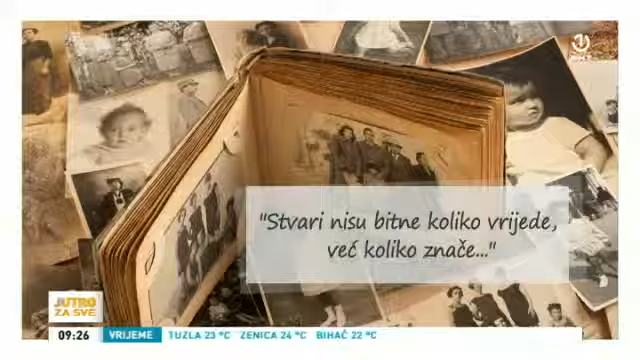 "Stvari nisu bitne koliko vrijede,
već koliko znače..."
JUTRO
ZA SVE
09:26 VRIJEME TUZLA 23 °C ZENICA 24 °C BIHAĆ 22 °C